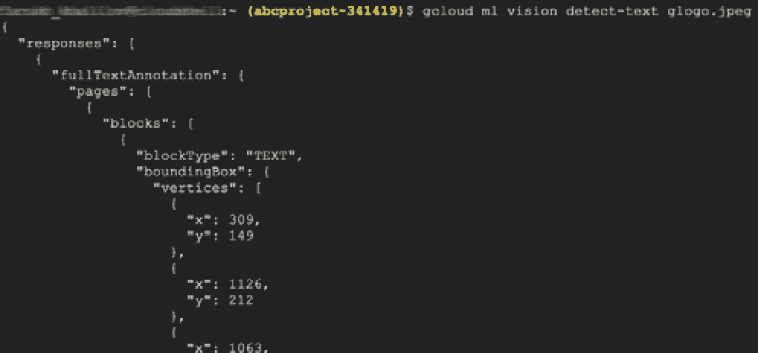 :~ (abcproject-341419)$ gcloud ml vision detect-text glogo.jpeg
{
"responses": [
{
"fullTextAnnotation": {
"pages": [
{
"blocks": [
{
"blockType": "TEXT",
"boundingBox": {
"vertices": [
{
"x": 309,
"y": 149
},
{
"x": 1126,
"y": 212
},
{
"x": 1063,